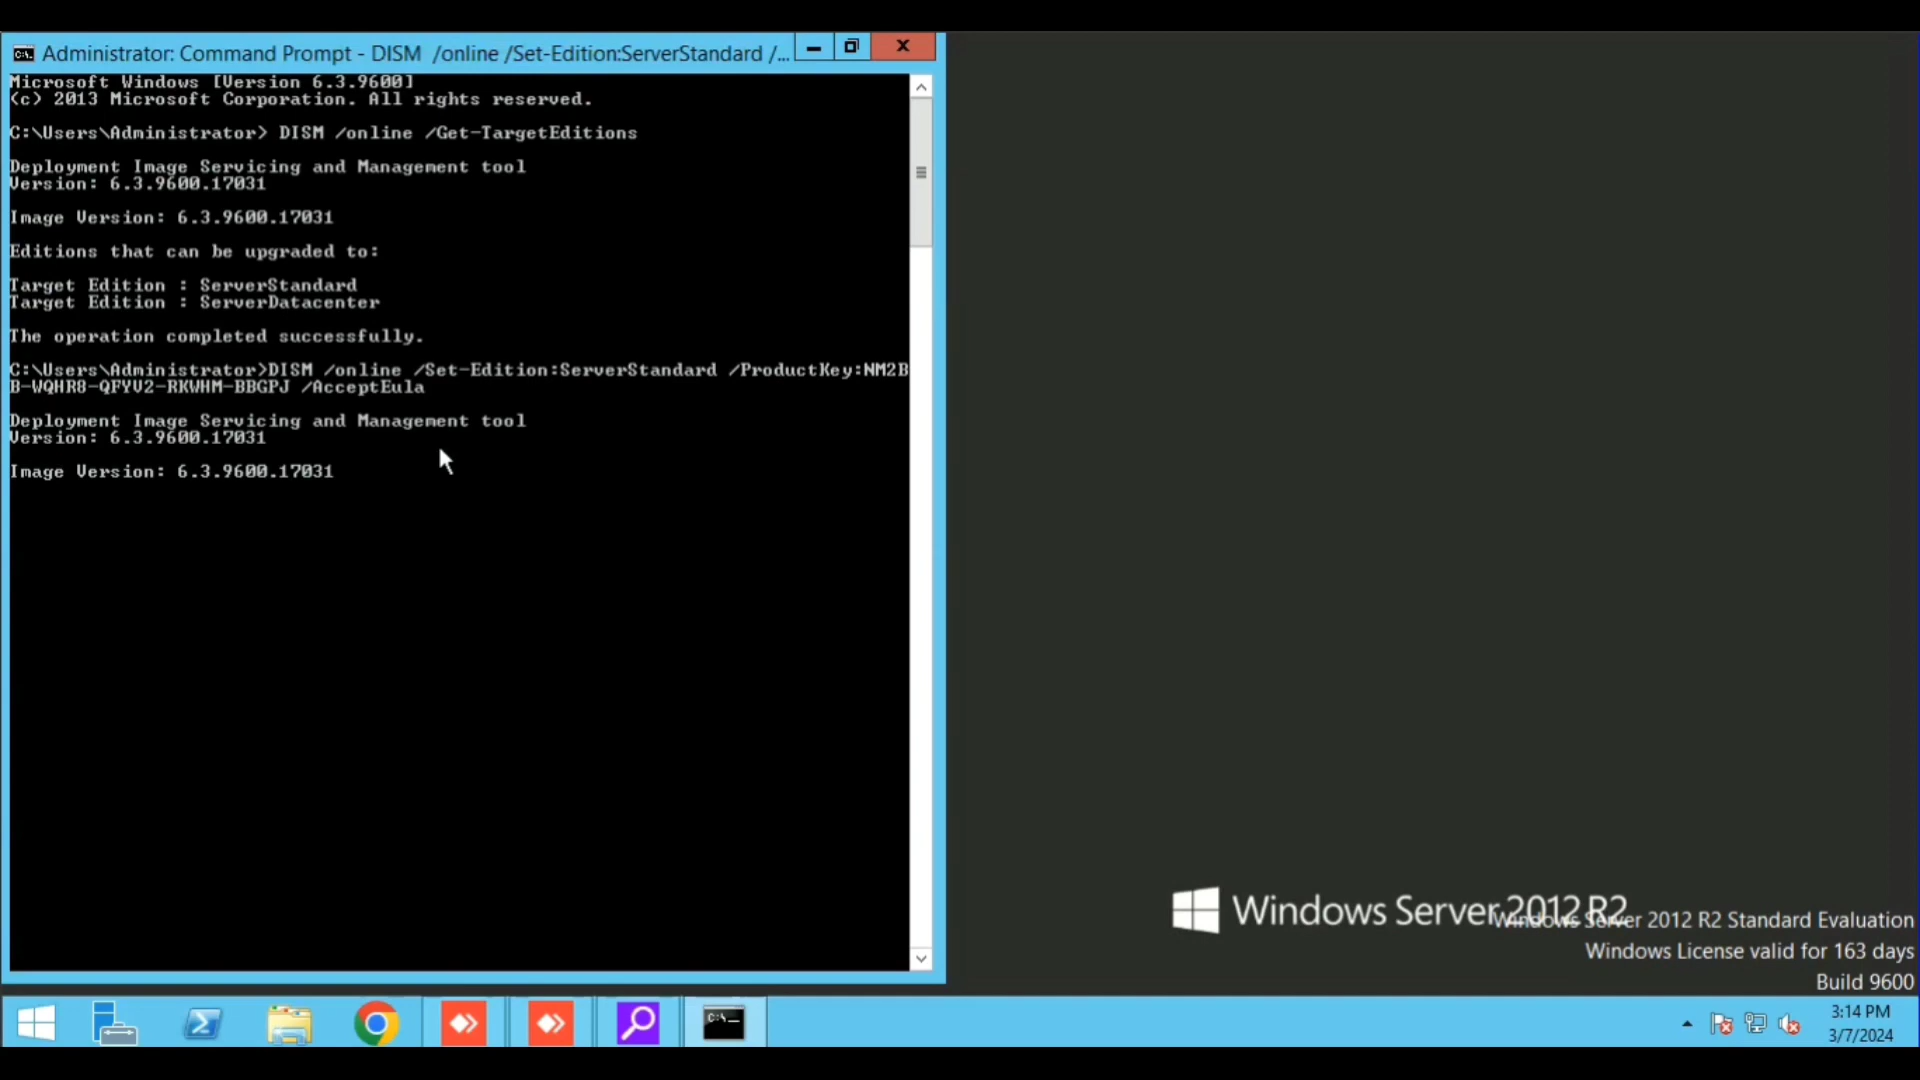 Administrator: Command Prompt - DISM  /online /Set-Edition:ServerStandard /...
Microsoft Windows [Version 6.3.9600]
(c) 2013 Microsoft Corporation. All rights reserved.
C:\Users\Administrator> DISM /online /Get-TargetEditions
Deployment Image Servicing and Management tool
Version: 6.3.9600.17031
Image Version: 6.3.9600.17031
Editions that can be upgraded to:
Target Edition : ServerStandard
Target Edition : ServerDatacenter
The operation completed successfully.
C:\Users\Administrator>DISM /online /Set-Edition:ServerStandard /ProductKey:NM2B
B-WQHR8-QFYV2-RKWHM-BBGPJ /AcceptEula
Deployment Image Servicing and Management tool
Version: 6.3.9600.17031
Image Version: 6.3.9600.17031
Windows Server 2012 R2
Windows Server 2012 R2 Standard Evaluation
Windows License valid for 163 days
Build 9600
3:14 PM
3/7/2024